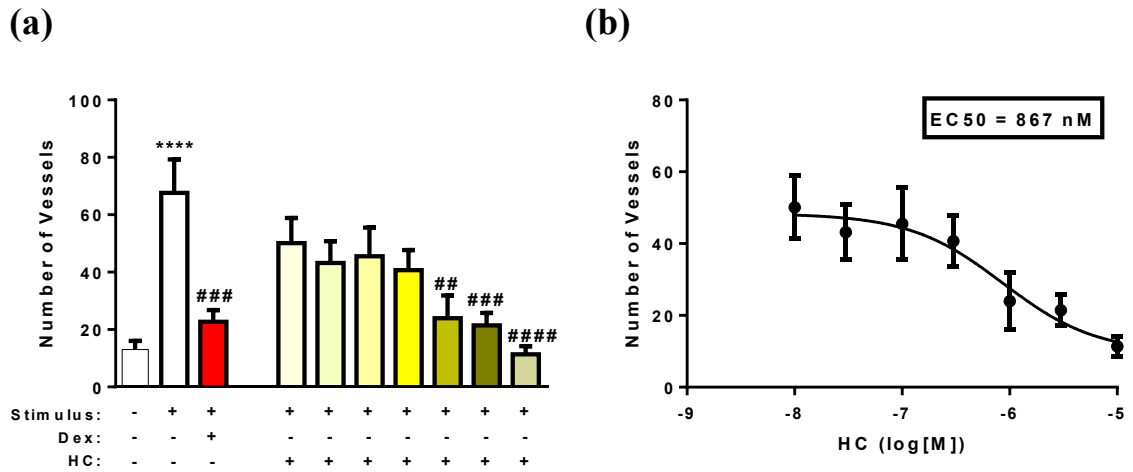 (a)
(b)
Number of Vessels
100
80
60
40
20
0
****
###
##
###
####
Stimulus: - + + + + + + + + +
Dex: - - + - - - - - - -
HC: - - - + + + + + + +
Number of Vessels
80
60
40
20
0
EC50 = 867 nM
-9 -8 -7 -6 -5
HC (log[M])